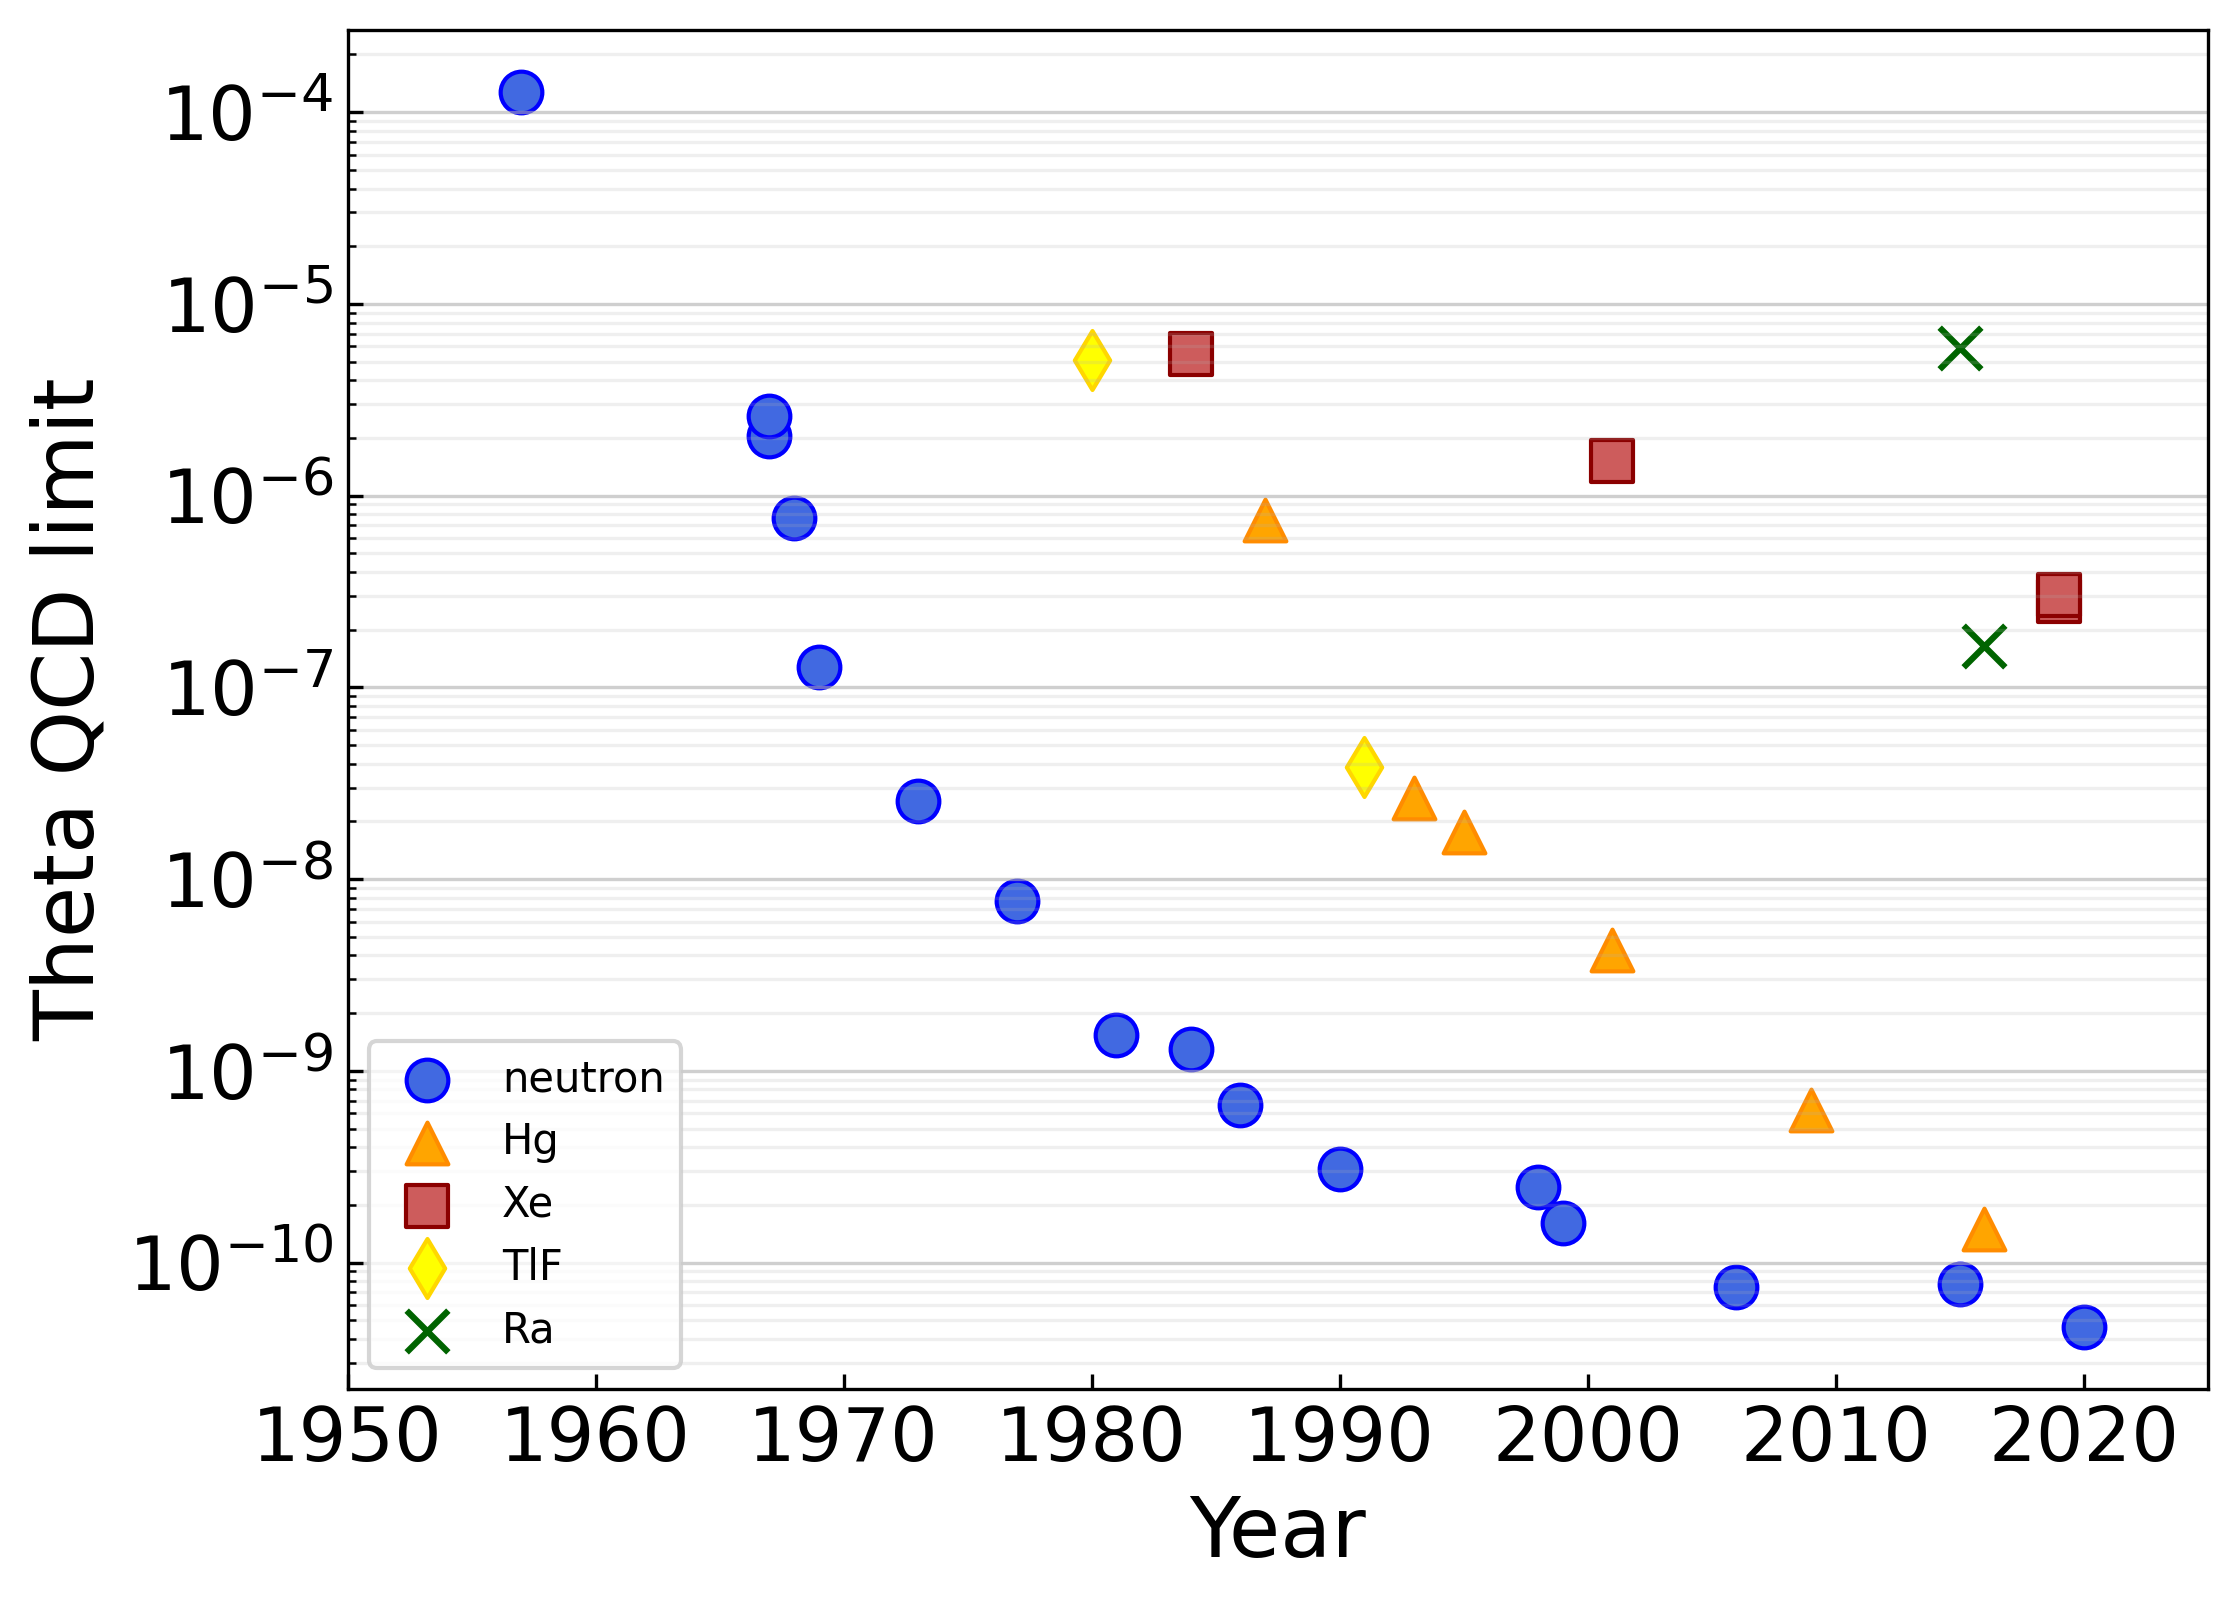 Theta QCD limit
10⁻⁴
10⁻⁵
10⁻⁶
10⁻⁷
10⁻⁸
10⁻⁹
10⁻¹⁰
neutron
Hg
Xe
TlF
Ra
1950 1960 1970 1980 1990 2000 2010 2020
Year